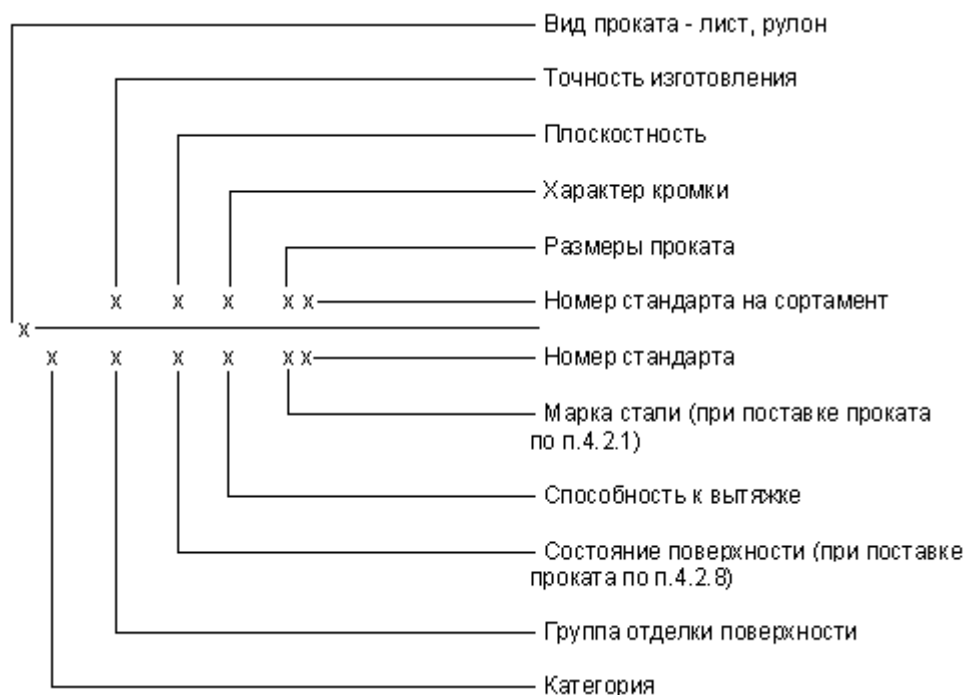 Вид проката - лист, рулон
Точность изготовления
Плоскостность
Характер кромки
Размеры проката
х х х х х Номер стандарта на сортамент
х
х х х х х х Номер стандарта
Марка стали (при поставке проката
по п.4.2.1)
Способность к вытяжке
Состояние поверхности (при поставке
проката по п.4.2.8)
Группа отделки поверхности
Категория